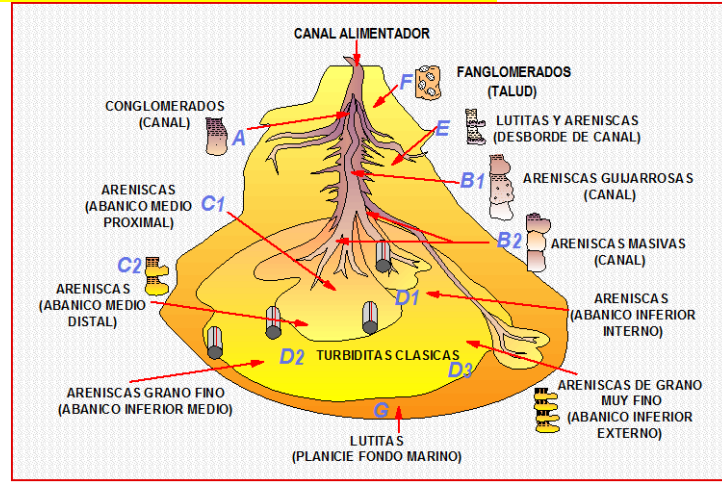 CANAL ALIMENTADOR
F
FANGLOMERADOS
(TALUD)
CONGLOMERADOS
(CANAL)
A
E
LUTITAS Y ARENISCAS
(DESBORDE DE CANAL)
B1
ARENISCAS GUIJARROSAS
(CANAL)
ARENISCAS
(ABANICO MEDIO
PROXIMAL)
C1
B2
ARENISCAS MASIVAS
(CANAL)
C2
ARENISCAS
(ABANICO MEDIO
DISTAL)
D1
ARENISCAS
(ABANICO INFERIOR
INTERNO)
D2
TURBIDITAS CLASICAS
D3
ARENISCAS GRANO FINO
(ABANICO INFERIOR MEDIO)
ARENISCAS DE GRANO
MUY FINO
(ABANICO INFERIOR
EXTERNO)
G
LUTITAS
(PLANICIE FONDO MARINO)